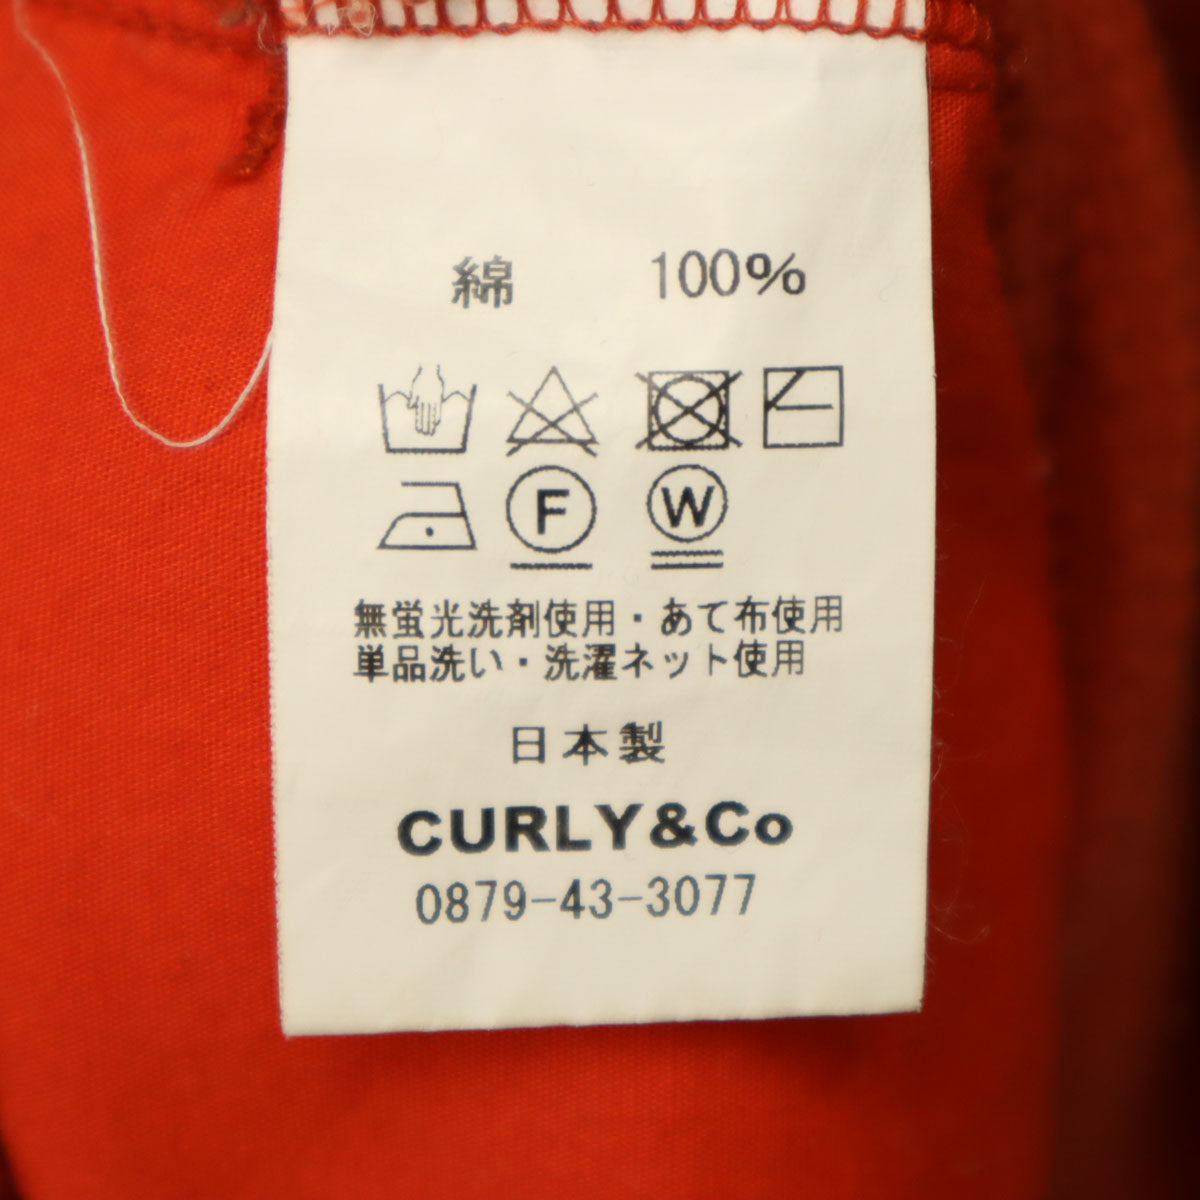 綿 100%
F W
無蛍光洗剤使用・あて布使用
単品洗い・洗濯ネット使用
日本製
CURLY&Co
0879-43-3077